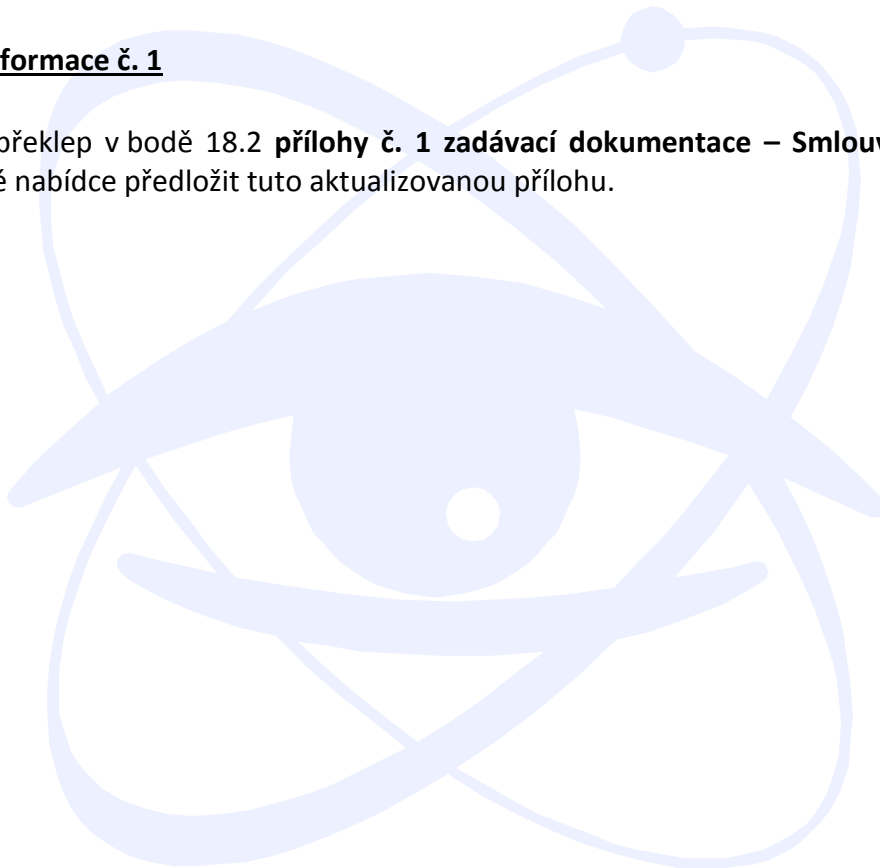 formace č. 1
překlep v bodě 18.2 přílohy č. 1 zadávací dokumentace – Smlouv
é nabídce předložit tuto aktualizovanou přílohu.